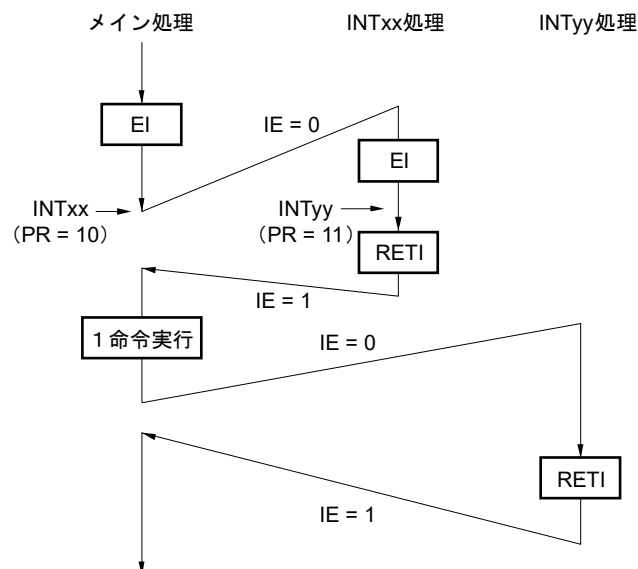 メイン処理
INTxx処理
INTyy処理
EI
IE = 0
EI
INTxx
(PR = 10)
INTyy
(PR = 11)
RETI
IE = 1
1命令実行
IE = 0
RETI
IE = 1